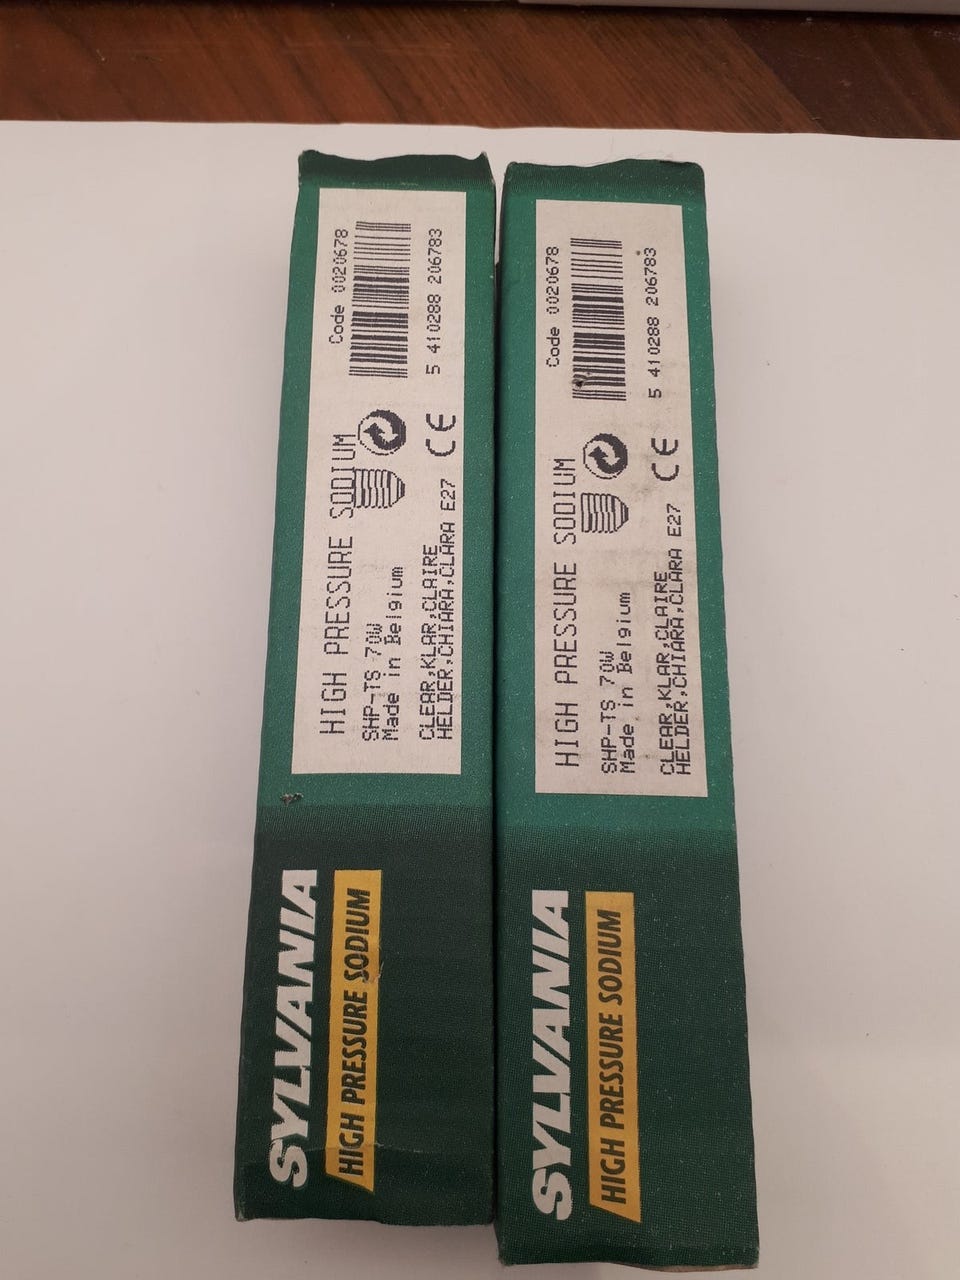 Code 0020678
5 410288 206783
HIGH PRESSURE SODIUM
SHP-TS 70W
Made in Belgium
CE
CLEAR,KLAR,CLAIRE
HELDER,CHIARA,CLARA E27
SYLVANIA
HIGH PRESSURE SODIUM
Code 0020678
5 410288 206783
HIGH PRESSURE SODIUM
SHP-TS 70W
Made in Belgium
CE
CLEAR,KLAR,CLAIRE
HELDER,CHIARA,CLARA E27
SYLVANIA
HIGH PRESSURE SODIUM